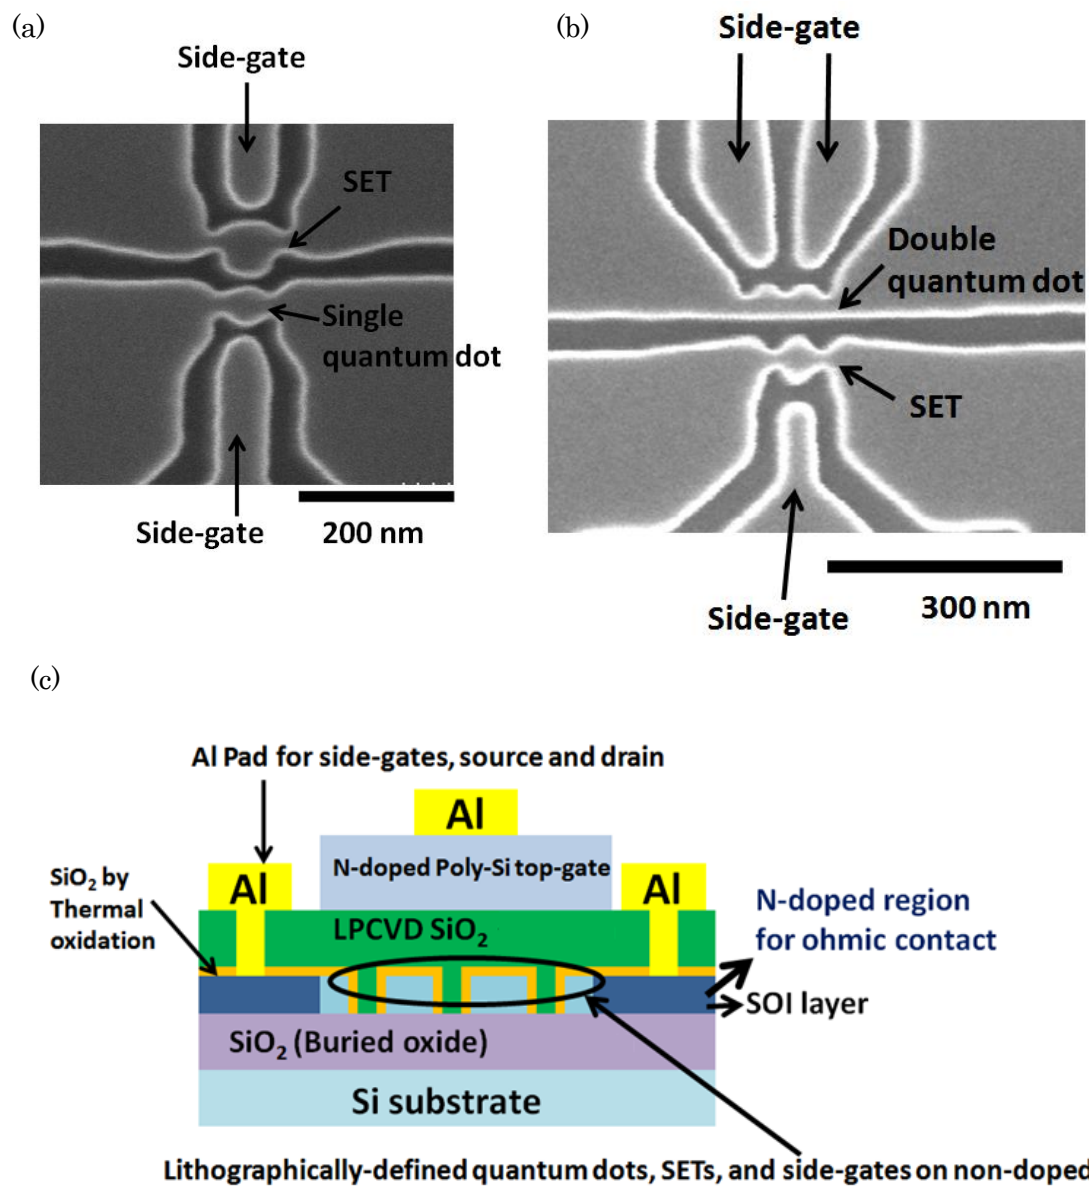 (a)
Side-gate
SET
Single
quantum dot
Side-gate
200 nm
(b)
Side-gate
Double
quantum dot
SET
Side-gate
300 nm
(c)
Al Pad for side-gates, source and drain
Al
N-doped Poly-Si top-gate
SiO₂ by
Thermal
oxidation
Al
Al
N-doped region
for ohmic contact
LPCVD SiO₂
SOI layer
SiO₂ (Buried oxide)
Si substrate
Lithographically-defined quantum dots, SETs, and side-gates on non-doped